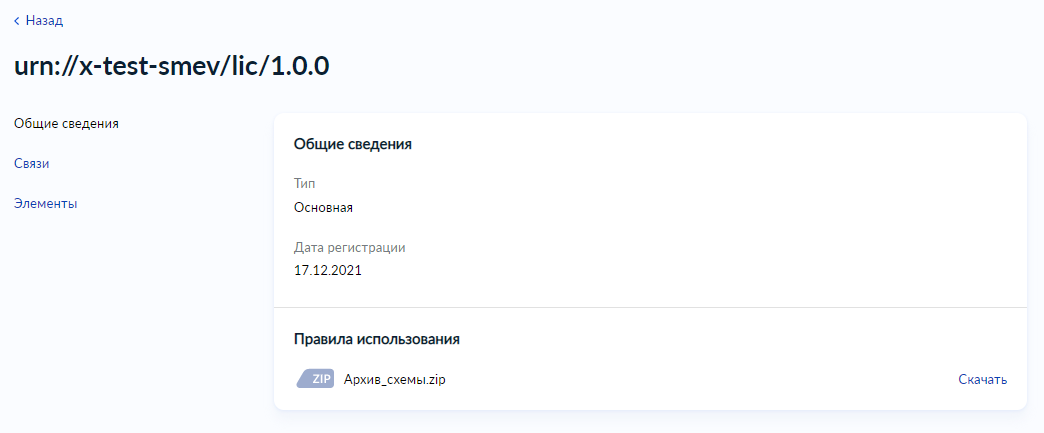 Назад
urn://x-test-smev/lic/1.0.0
Общие сведения
Связи
Элементы
Общие сведения
Тип
Основная
Дата регистрации
17.12.2021
Правила использования
ZIP Архив_схемы.zip Скачать